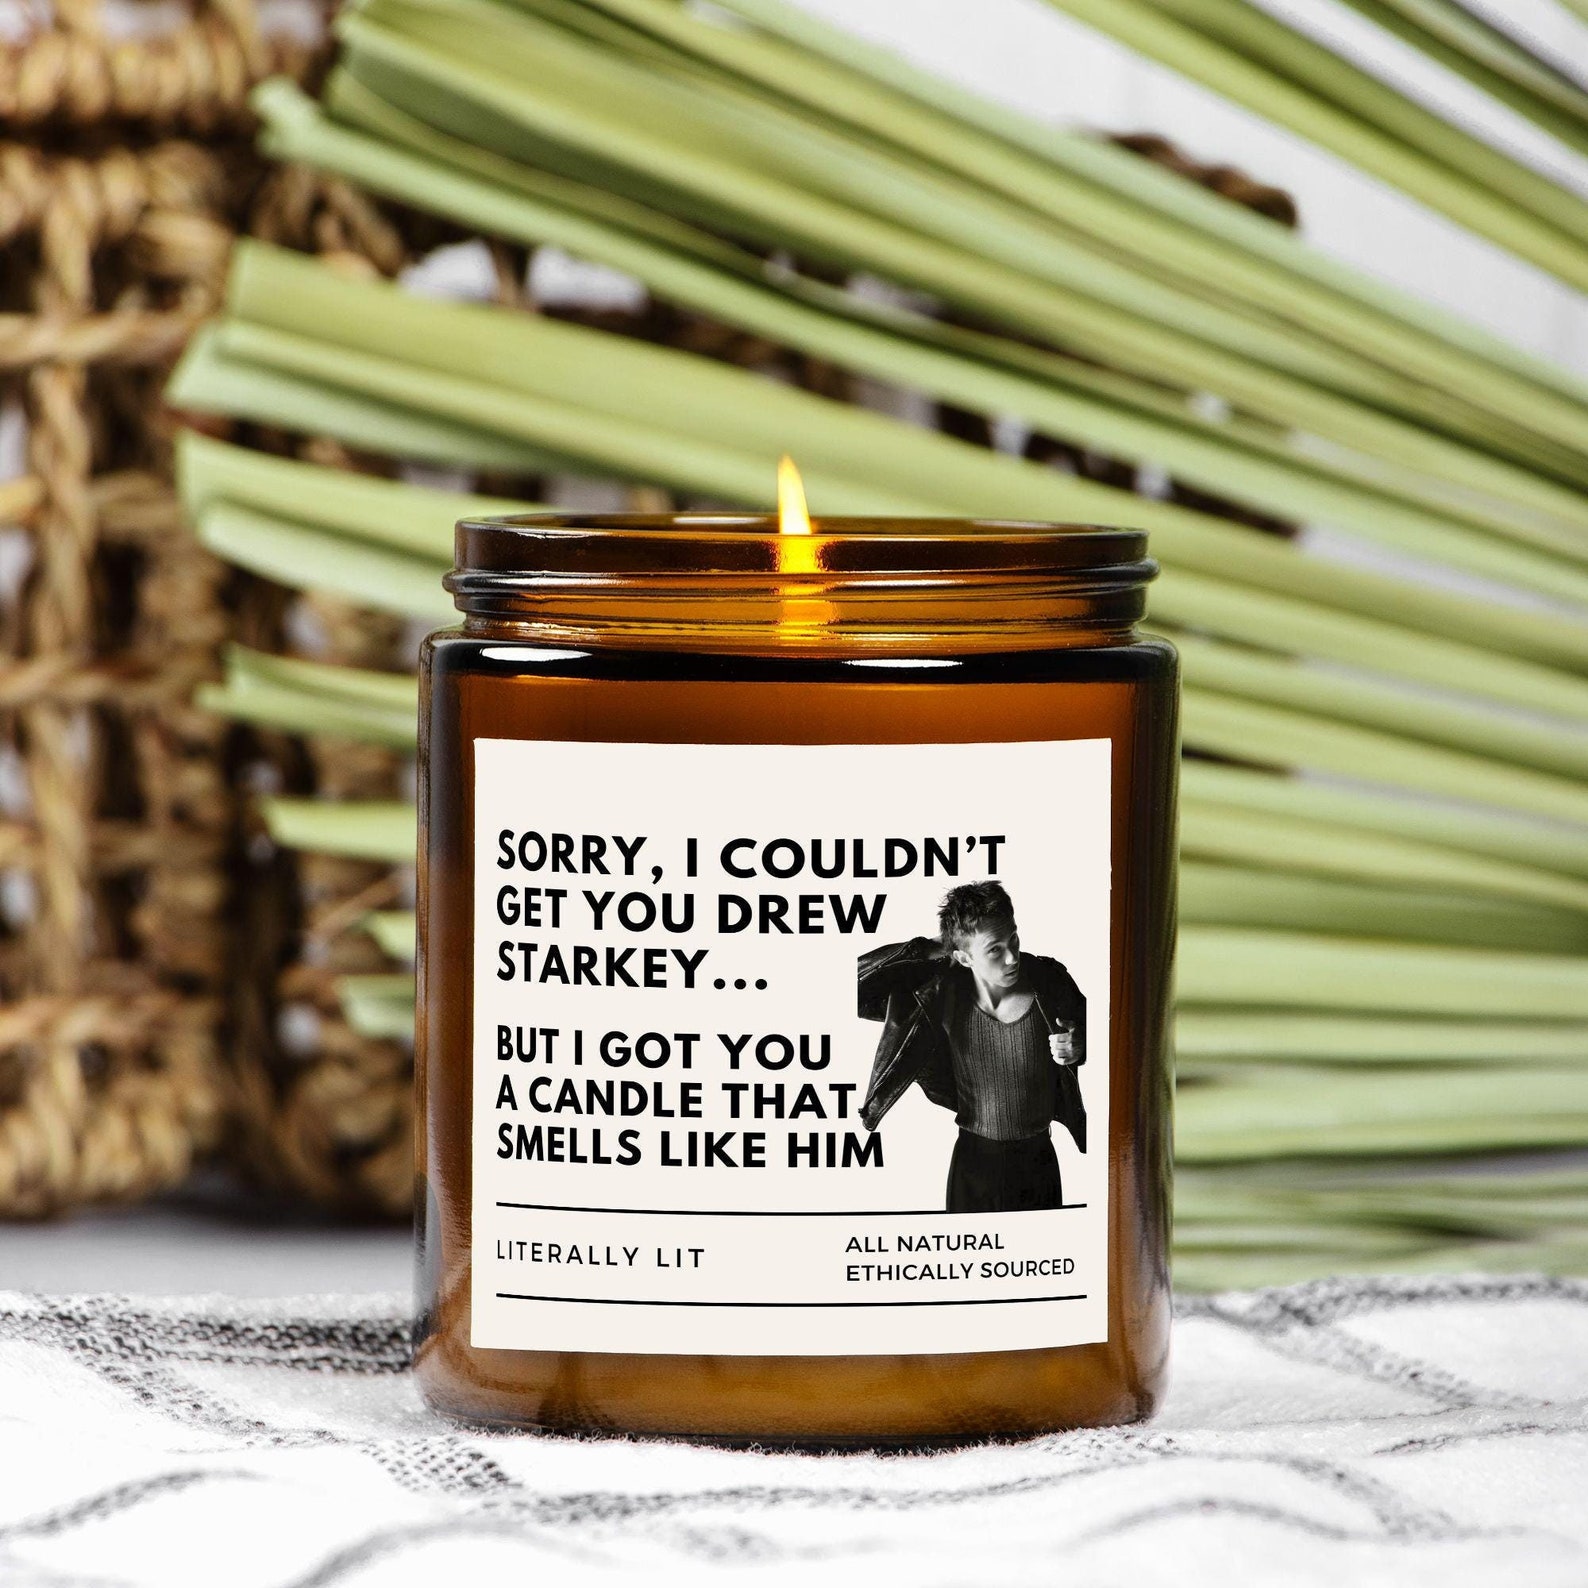 SORRY, I COULDN'T
GET YOU DREW
STARKEY...
BUT I GOT YOU
A CANDLE THAT
SMELLS LIKE HIM
LITERALLY LIT
ALL NATURAL
ETHICALLY SOURCED